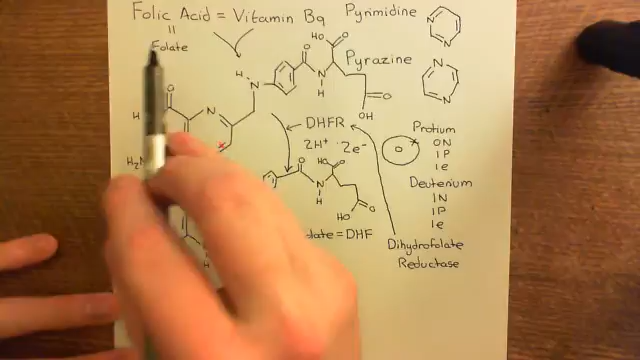 Folic Acid = Vitamin B9
Pyrimidine
N
N
=
Folate
HO
O
O
O
H
N
N
H
Pyrazine
N
N
O
OH
O
H
N
DHFR
2H+ 2e-
Protium
0N
1P
1e
H2N
HO
O
O
N
H
O
HO
Deuterium
1N
1P
1e
late = DHF
Dihydrofolate
Reductase
H